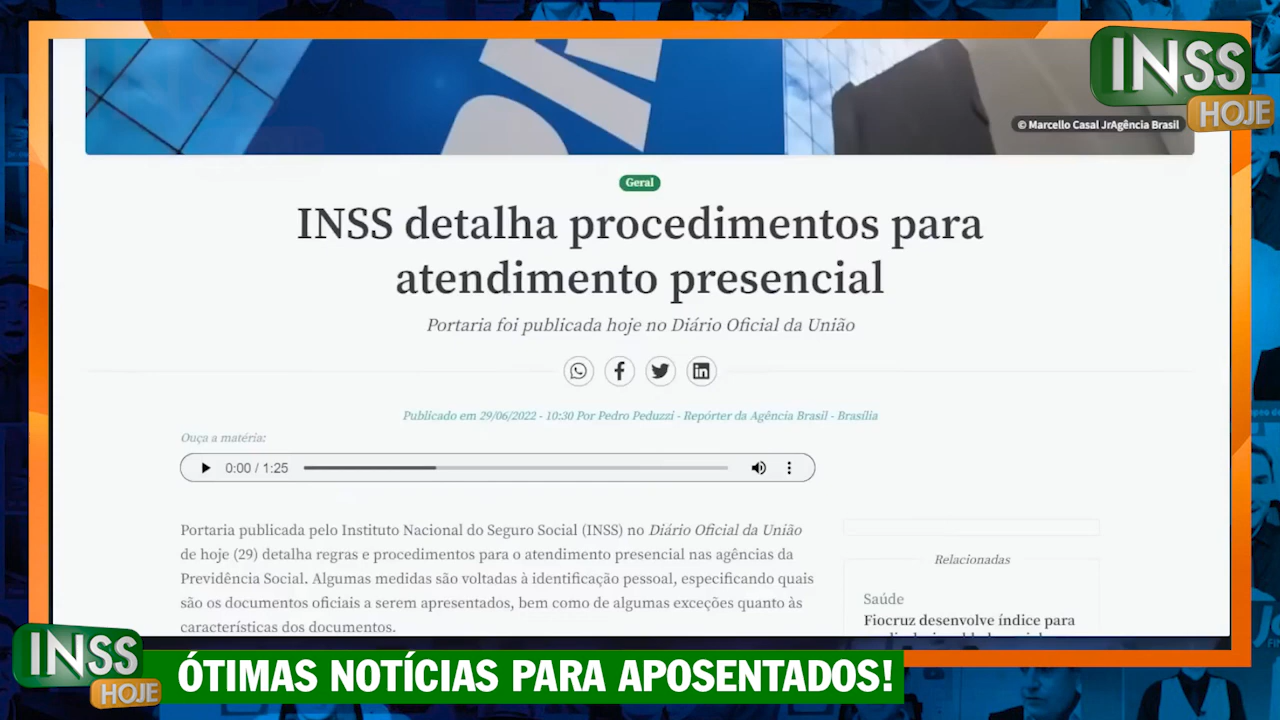 INSS
HOJE
© Marcello Casal JrAgência Brasil
Geral
INSS detalha procedimentos para
atendimento presencial
Portaria foi publicada hoje no Diário Oficial da União
Publicado em 29/06/2022 - 10:30 Por Pedro Peduzzi - Repórter da Agência Brasil - Brasília
Ouça a matéria:
0:00 / 1:25
Portaria publicada pelo Instituto Nacional do Seguro Social (INSS) no Diário Oficial da União
de hoje (29) detalha regras e procedimentos para o atendimento presencial nas agências da
Previdência Social. Algumas medidas são voltadas à identificação pessoal, especificando quais
são os documentos oficiais a serem apresentados, bem como de algumas exceções quanto às
características dos documentos.
Relacionadas
Saúde
Fiocruz desenvolve índice para
INSS
HOJE
ÓTIMAS NOTÍCIAS PARA APOSENTADOS!